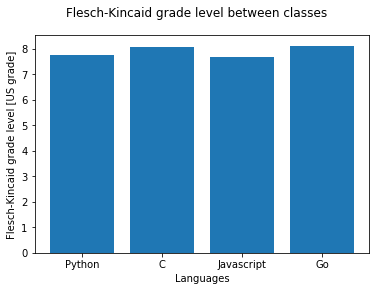 Flesch-Kincaid grade level between classes
Flesch-Kincaid grade level [US grade]
8
7
6
5
4
3
2
1
0
Python C Javascript Go
Languages